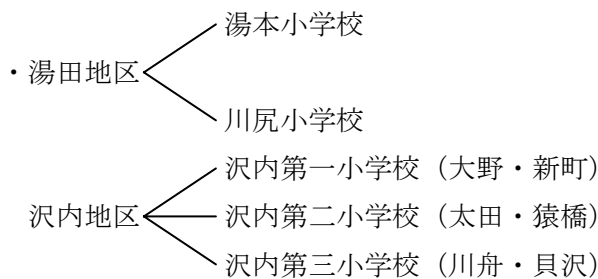 湯本小学校
・湯田地区
川尻小学校
沢内第一小学校（大野・新町）
沢内地区 沢内第二小学校（太田・猿橋）
沢内第三小学校（川舟・貝沢）